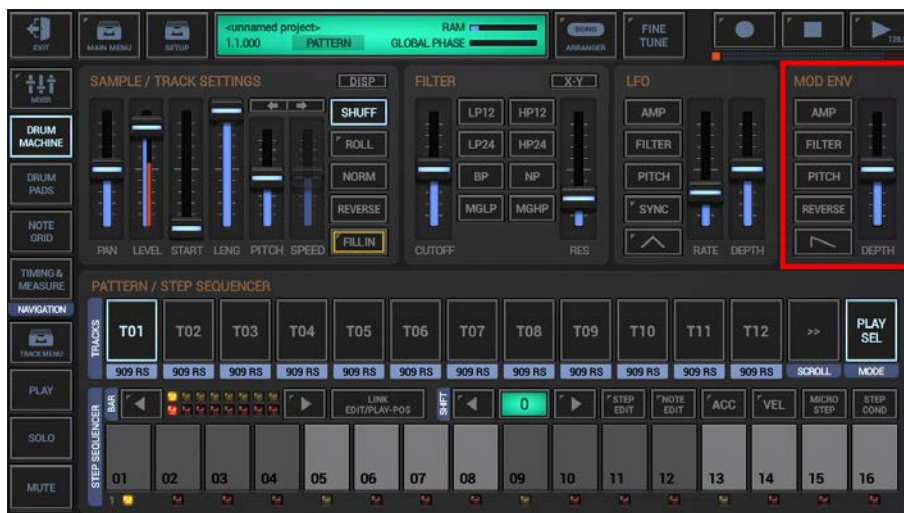 EXIT
MAIN MENU
SETUP
<unnamed project>
RAM
1.1.000
PATTERN
GLOBAL PHASE
SONG
ARRANGER
FINE
TUNE
128.
MIXER
DRUM
MACHINE
DRUM
PADS
NOTE
GRID
TIMING &
MEASURE
NAVIGATION
TRACK MENU
PLAY
SOLO
MUTE
SAMPLE / TRACK SETTINGS
DISP
SHUFF
ROLL
NORM
REVERSE
FILL IN
PAN LEVEL START LENG PITCH SPEED
FILTER
X-Y
LP12 HP12
LP24 HP24
BP NP
MGLP MGHP
CUTOFF RES
LFO
AMP
FILTER
PITCH
SYNC
RATE DEPTH
MOD ENV
AMP
FILTER
PITCH
REVERSE
DEPTH
PATTERN / STEP SEQUENCER
TRACKS
T01 T02 T03 T04 T05 T06 T07 T08 T09 T10 T11 T12 >> PLAY
SEL
909 RS 909 RS 909 RS 909 RS 909 RS 909 RS 909 RS 909 RS 909 RS 909 RS 909 RS 909 RS SCROLL MODE
STEP SEQUENCER
BAR
LINK
EDIT/PLAY-POS
SHIFT
0
STEP
EDIT
NOTE
EDIT
ACC
VEL
MICRO
STEP
STEP
COND
01 02 03 04 05 06 07 08 09 10 11 12 13 14 15 16
1